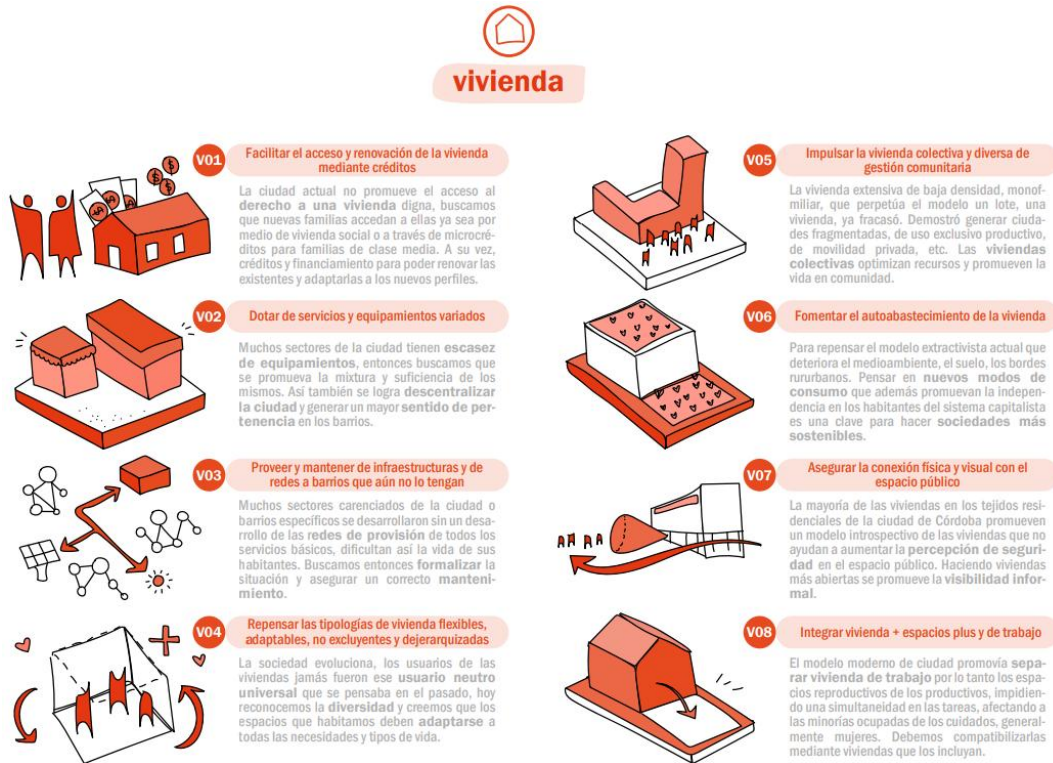 vivienda
V01
Facilitar el acceso y renovación de la vivienda
mediante créditos
La ciudad actual no promueve el acceso al
derecho a una vivienda digna, buscamos
que nuevas familias accedan a ellas ya sea por
medio de vivienda social o a través de microcré-
ditos para familias de clase media. A su vez,
créditos y financiamiento para poder renovar las
existentes y adaptarlas a los nuevos perfiles.
V02
Dotar de servicios y equipamientos variados
Muchos sectores de la ciudad tienen escasez
de equipamientos, entonces buscamos que
se promueva la mixtura y suficiencia de los
mismos. Así también se logra descentralizar
la ciudad y generar un mayor sentido de per-
tenencia en los barrios.
V03
Proveer y mantener de infraestructuras y de
redes a barrios que aún no lo tengan
Muchos sectores carenciados de la ciudad o
barrios específicos se desarrollaron sin un desa-
rrollo de las redes de provisión de todos los
servicios básicos, dificultan así la vida de sus
habitantes. Buscamos entonces formalizar la
situación y asegurar un correcto manteni-
miento.
V04
Repensar las tipologías de vivienda flexibles,
adaptables, no excluyentes y dejerarquizadas
La sociedad evoluciona, los usuarios de las
viviendas jamás fueron ese usuario neutro
universal que se pensaba en el pasado, hoy
reconocemos la diversidad y creemos que los
espacios que habitamos deben adaptarse a
todas las necesidades y tipos de vida.
V05
Impulsar la vivienda colectiva y diversa de
gestión comunitaria
La vivienda extensiva de baja densidad, monof-
miliar, que perpetúa el modelo un lote, una
vivienda, ya fracasó. Demostró generar ciuda-
des fragmentadas, de uso exclusivo productivo,
de movilidad privada, etc. Las viviendas
colectivas optimizan recursos y promueven la
vida en comunidad.
V06
Fomentar el autoabastecimiento de la vivienda
Para repensar el modelo extractivista actual que
deteriora el medioambiente, el suelo, los bordes
rururbanos. Pensar en nuevos modos de
consumo que además promuevan la indepen-
dencia en los habitantes del sistema capitalista
es una clave para hacer sociedades más
sostenibles.
V07
Asegurar la conexión física y visual con el
espacio público
La mayoría de las viviendas en los tejidos resi-
denciales de la ciudad de Córdoba promueven
un modelo introspectivo de las viviendas que no
ayudan a aumentar la percepción de seguri-
dad en el espacio público. Haciendo viviendas
más abiertas se promueve la visibilidad infor-
mal.
V08
Integrar vivienda + espacios plus y de trabajo
El modelo moderno de ciudad promovía sepa-
rar vivienda de trabajo por lo tanto los espa-
cios reproductivos de los productivos, impidien-
do una simultaneidad en las tareas, afectando a
las minorías ocupadas de los cuidados, general-
mente mujeres. Debemos compatibilizarlas
mediante viviendas que los incluyan.